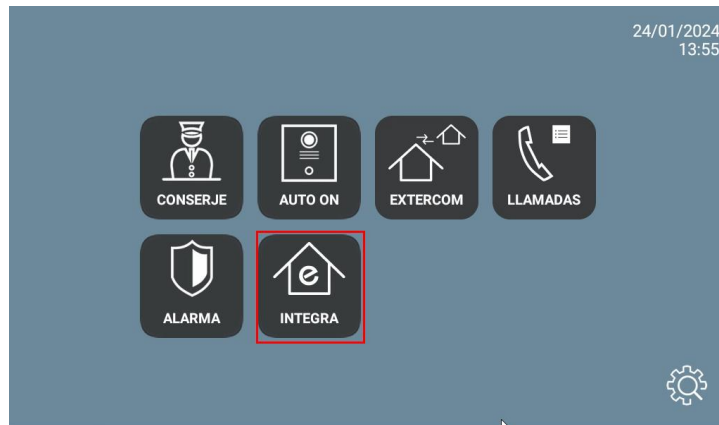 24/01/2024
13:55
CONSERJE
AUTO ON
EXTERCOM
LLAMADAS
ALARMA
e
INTEGRA